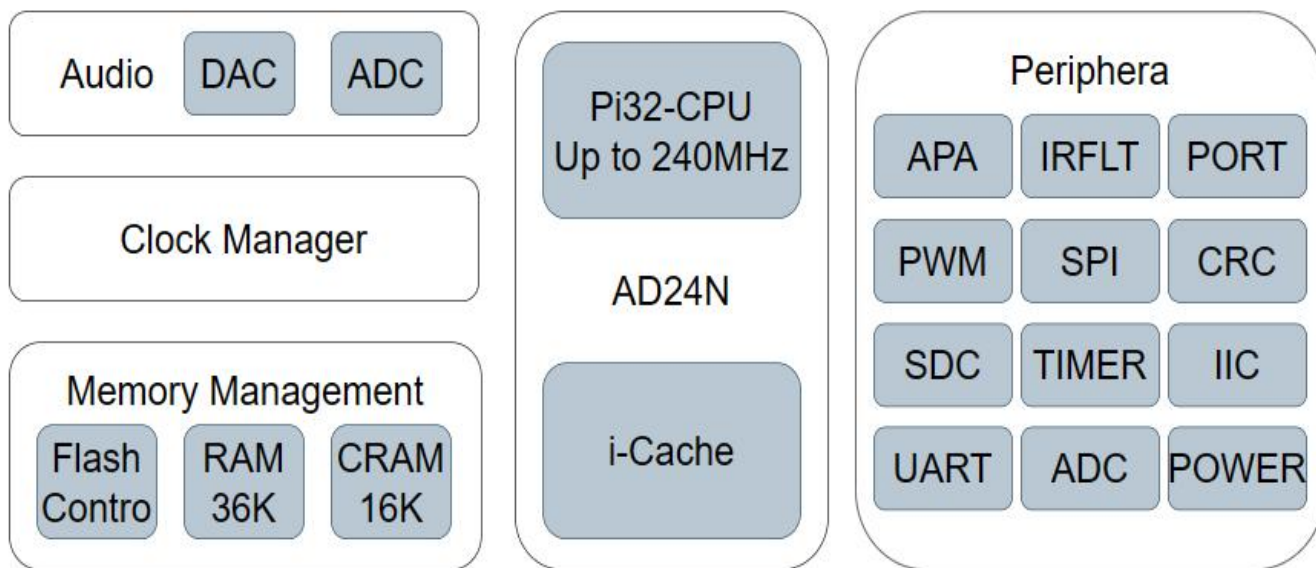 Audio
DAC
ADC
Clock Manager
Memory Management
Flash
Contro
RAM
36K
CRAM
16K
Pi32-CPU
Up to 240MHz
AD24N
i-Cache
Periphera
APA
IRFLT
PORT
PWM
SPI
CRC
SDC
TIMER
IIC
UART
ADC
POWER